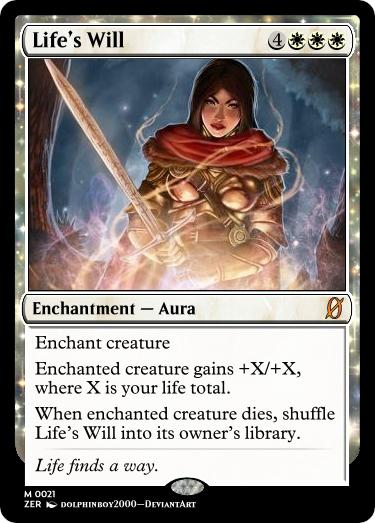 Life's Will 4
Enchantment — Aura
Enchant creature
Enchanted creature gains +X/+X,
where X is your life total.
When enchanted creature dies, shuffle
Life's Will into its owner's library.
Life finds a way.
M 0021
ZER DOLPHINBOY2000—DEVIANTART